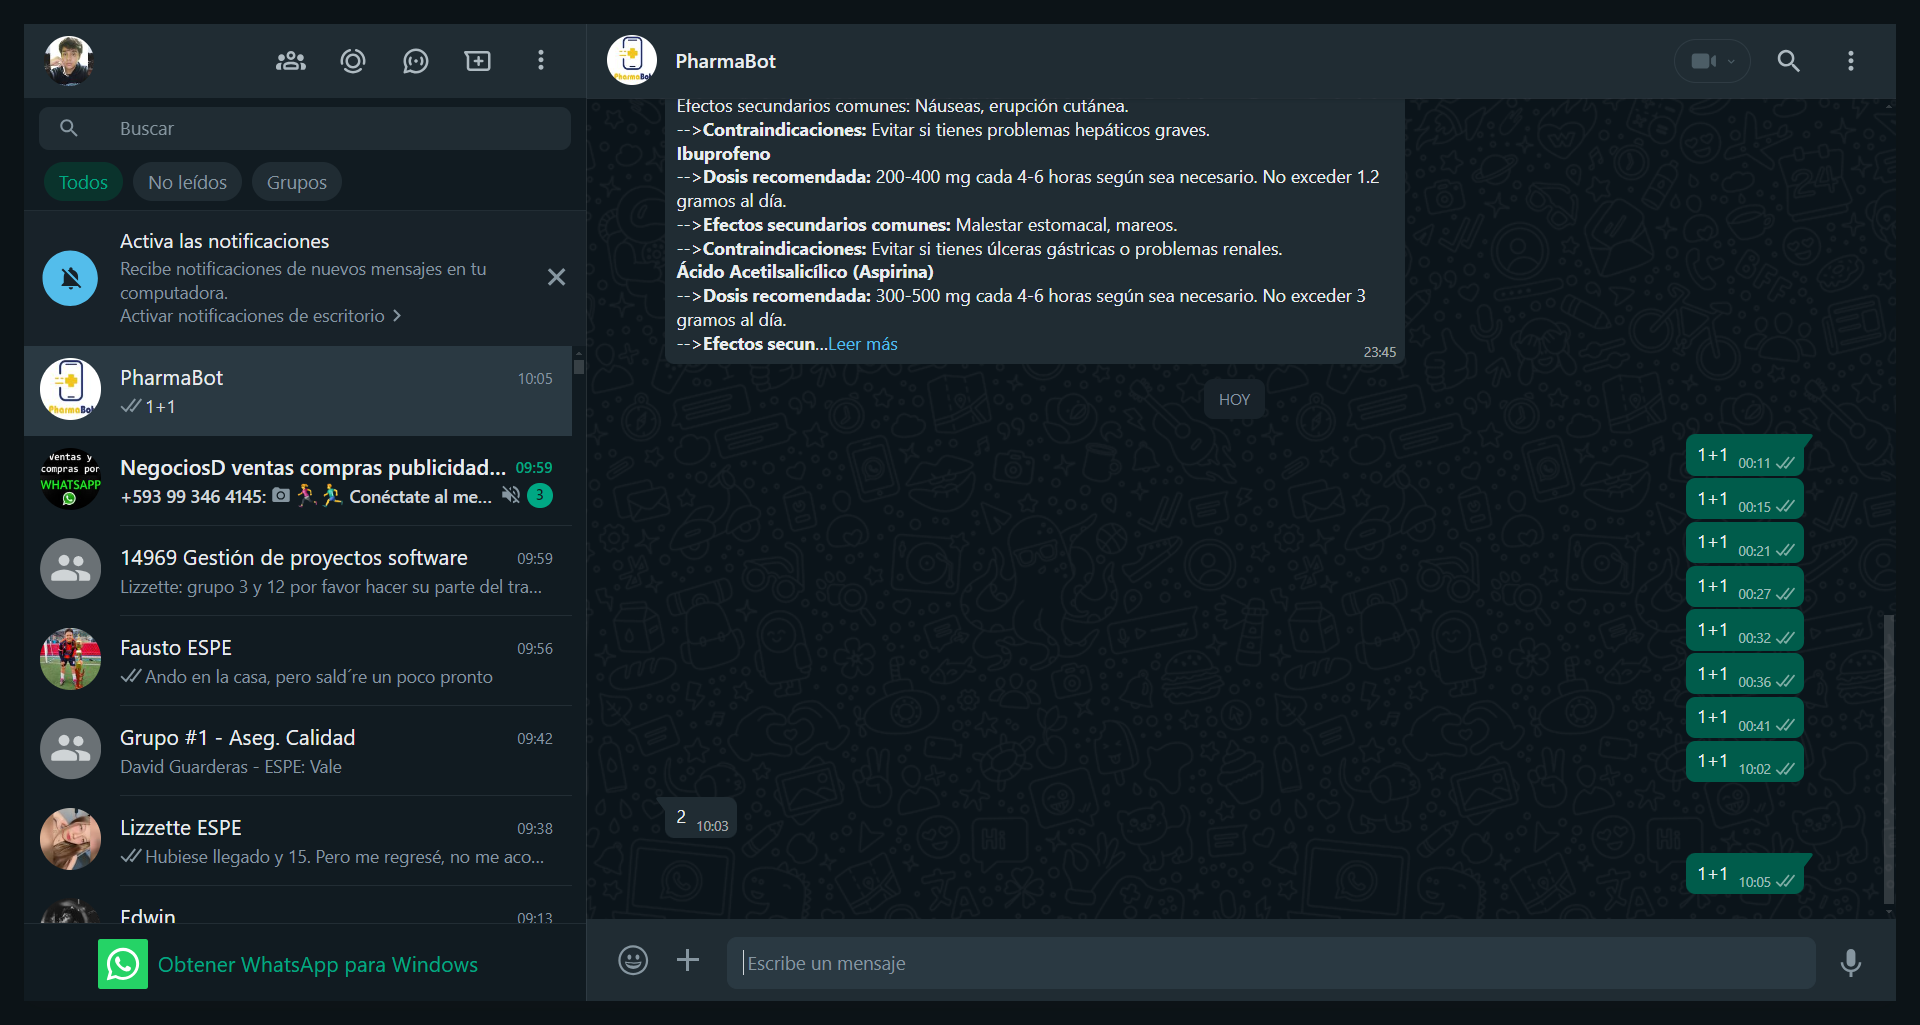 Buscar
Todos
No leídos
Grupos
Activa las notificaciones
Recibe notificaciones de nuevos mensajes en tu
computadora.
Activar notificaciones de escritorio
PharmaBot
PharmaBot
10:05
1+1
ventas y
compras por
WHATSAPP
NegociosD ventas compras publicidad...
09:59
+593 99 346 4145: Conéctate al me...
3
14969 Gestión de proyectos software
09:59
Lizzette: grupo 3 y 12 por favor hacer su parte del tra...
Fausto ESPE
09:56
Ando en la casa, pero sald´re un poco pronto
Grupo #1 - Aseg. Calidad
09:42
David Guarderas - ESPE: Vale
Lizzette ESPE
09:38
Hubiese llegado y 15. Pero me regresé, no me aco...
Edwin
09:13
Obtener WhatsApp para Windows
PharmaBot
PharmaBot
Efectos secundarios comunes: Náuseas, erupción cutánea.
-->Contraindicaciones: Evitar si tienes problemas hepáticos graves.
Ibuprofeno
-->Dosis recomendada: 200-400 mg cada 4-6 horas según sea necesario. No exceder 1.2
gramos al día.
-->Efectos secundarios comunes: Malestar estomacal, mareos.
-->Contraindicaciones: Evitar si tienes úlceras gástricas o problemas renales.
Ácido Acetilsalicílico (Aspirina)
-->Dosis recomendada: 300-500 mg cada 4-6 horas según sea necesario. No exceder 3
gramos al día.
-->Efectos secun...Leer más
23:45
HOY
1+1 00:11
1+1 00:15
1+1 00:21
1+1 00:27
1+1 00:32
1+1 00:36
1+1 00:41
1+1 10:02
2 10:03
1+1 10:05
Escribe un mensaje